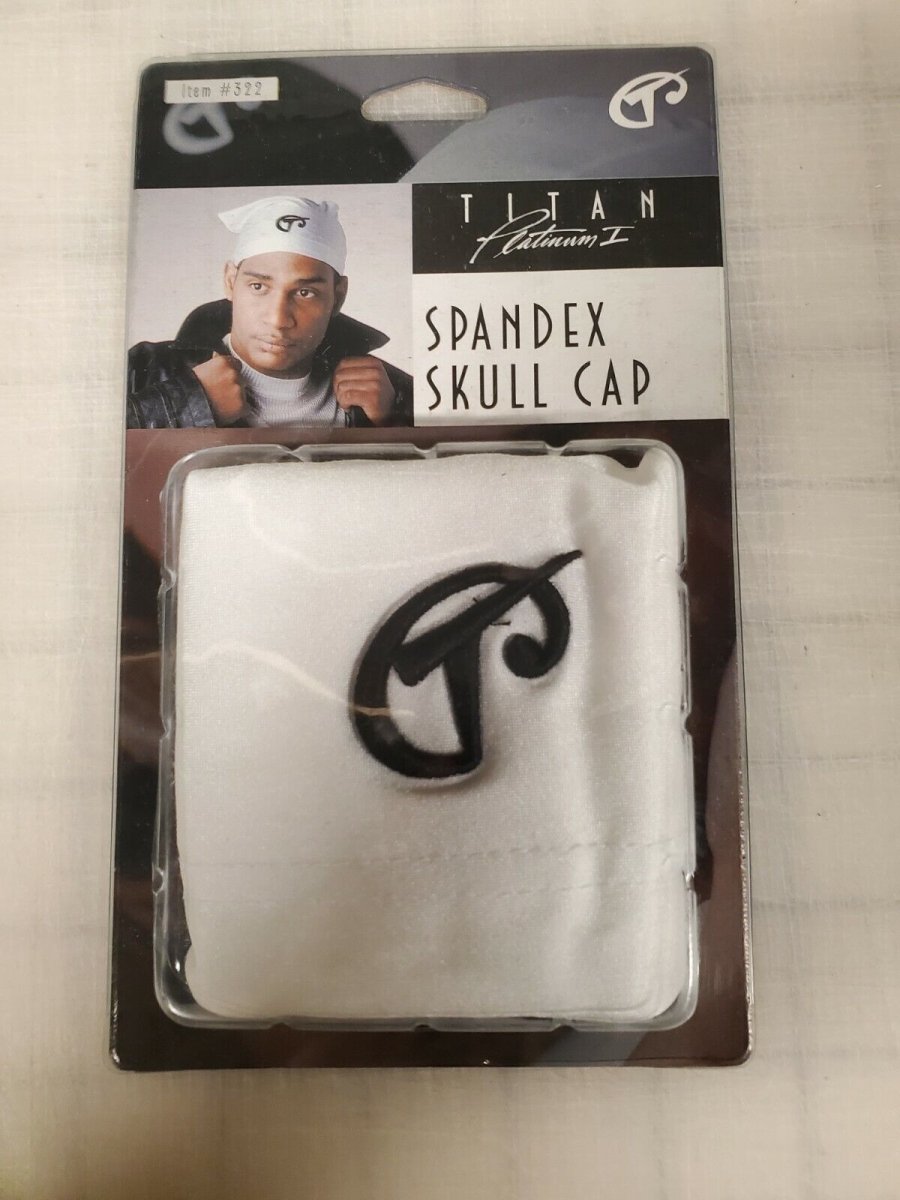 Item #322
TITAN
Platinum I
SPANDEX
SKULL CAP